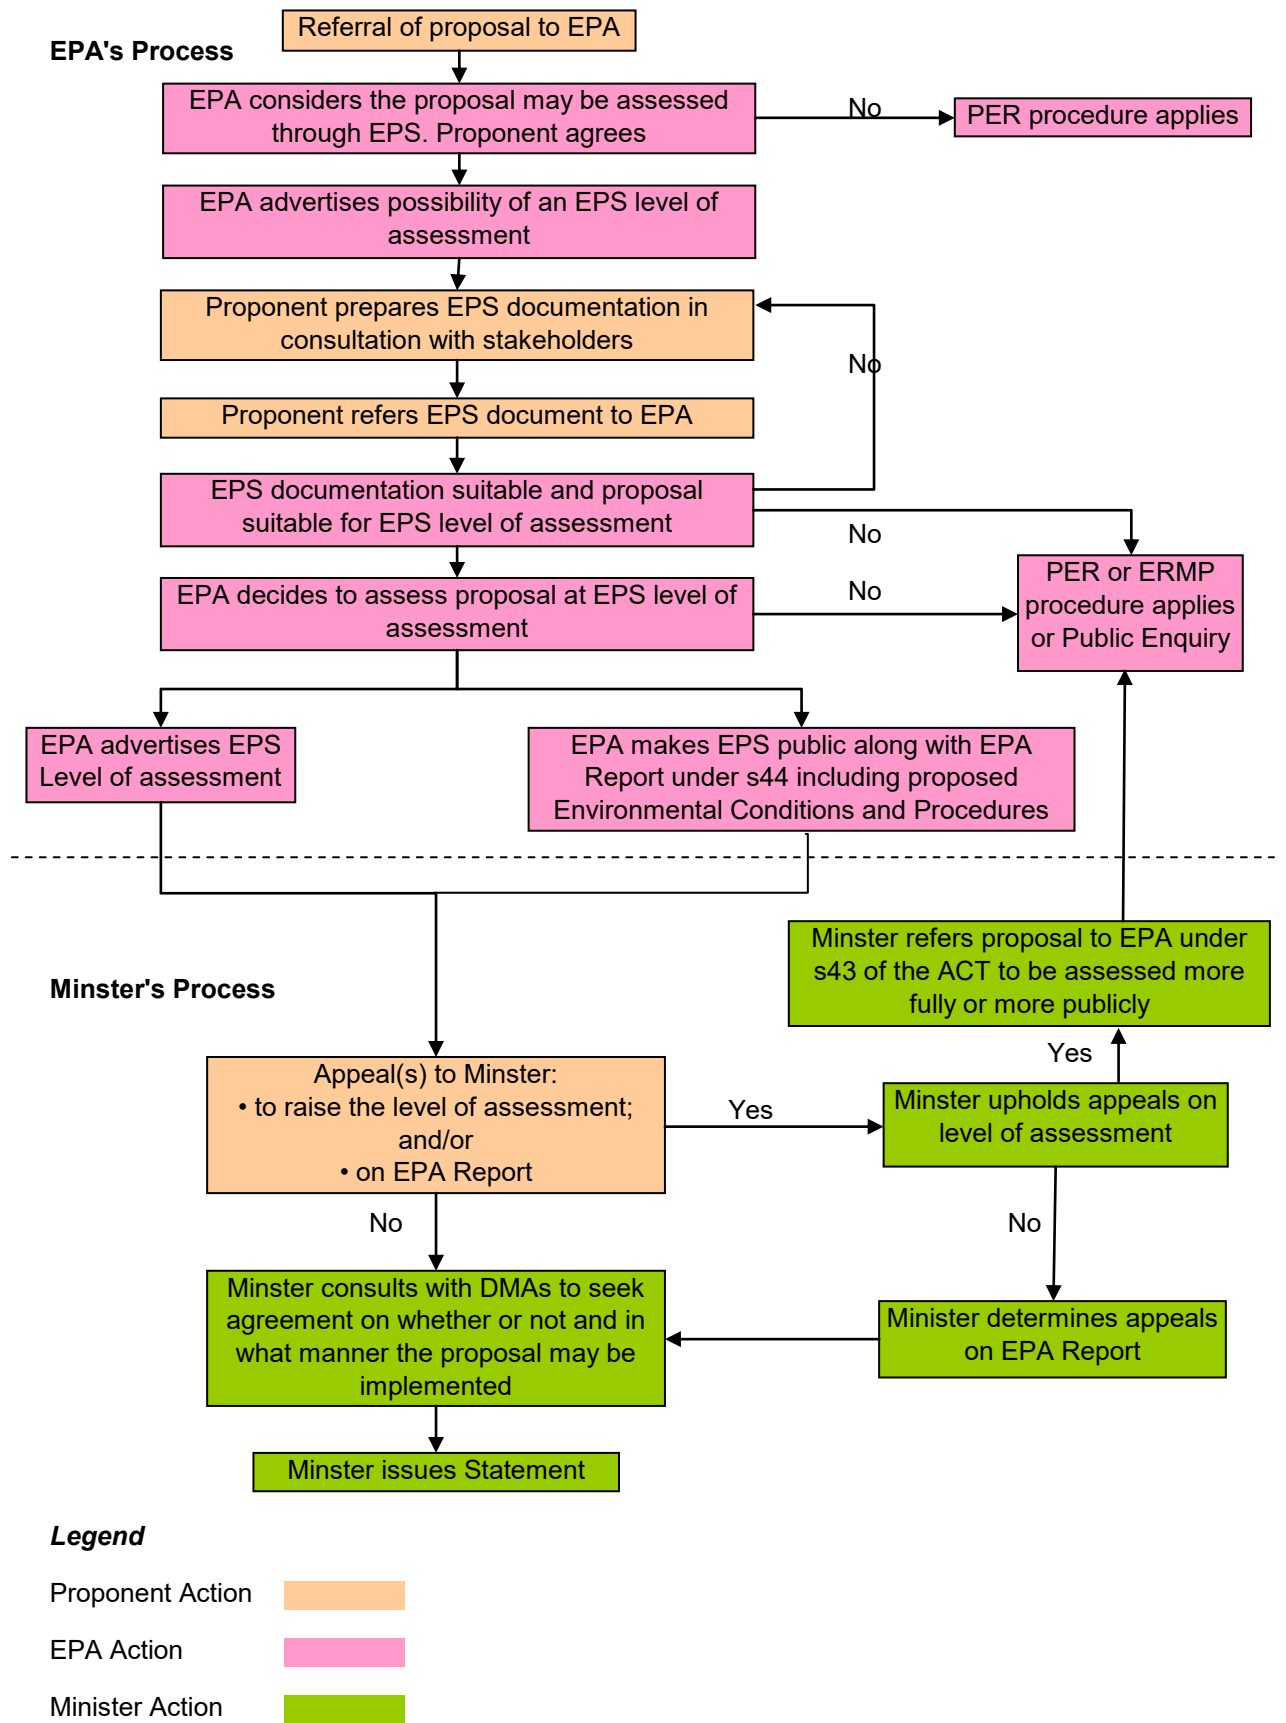 Referral of proposal to EPA
EPA's Process
EPA considers the proposal may be assessed
through EPS. Proponent agrees
No
PER procedure applies
EPA advertises possibility of an EPS level of
assessment
Proponent prepares EPS documentation in
consultation with stakeholders
No
Proponent refers EPS document to EPA
EPS documentation suitable and proposal
suitable for EPS level of assessment
No
PER or ERMP
procedure applies
or Public Enquiry
EPA decides to assess proposal at EPS level of
assessment
No
EPA advertises EPS
Level of assessment
EPA makes EPS public along with EPA
Report under s44 including proposed
Environmental Conditions and Procedures
Minster refers proposal to EPA under
s43 of the ACT to be assessed more
fully or more publicly
Minster's Process
Yes
Appeal(s) to Minster:
• to raise the level of assessment;
and/or
• on EPA Report
Yes
Minster upholds appeals on
level of assessment
No
No
Minster consults with DMAs to seek
agreement on whether or not and in
what manner the proposal may be
implemented
Minister determines appeals
on EPA Report
Minster issues Statement
Legend
Proponent Action
EPA Action
Minister Action